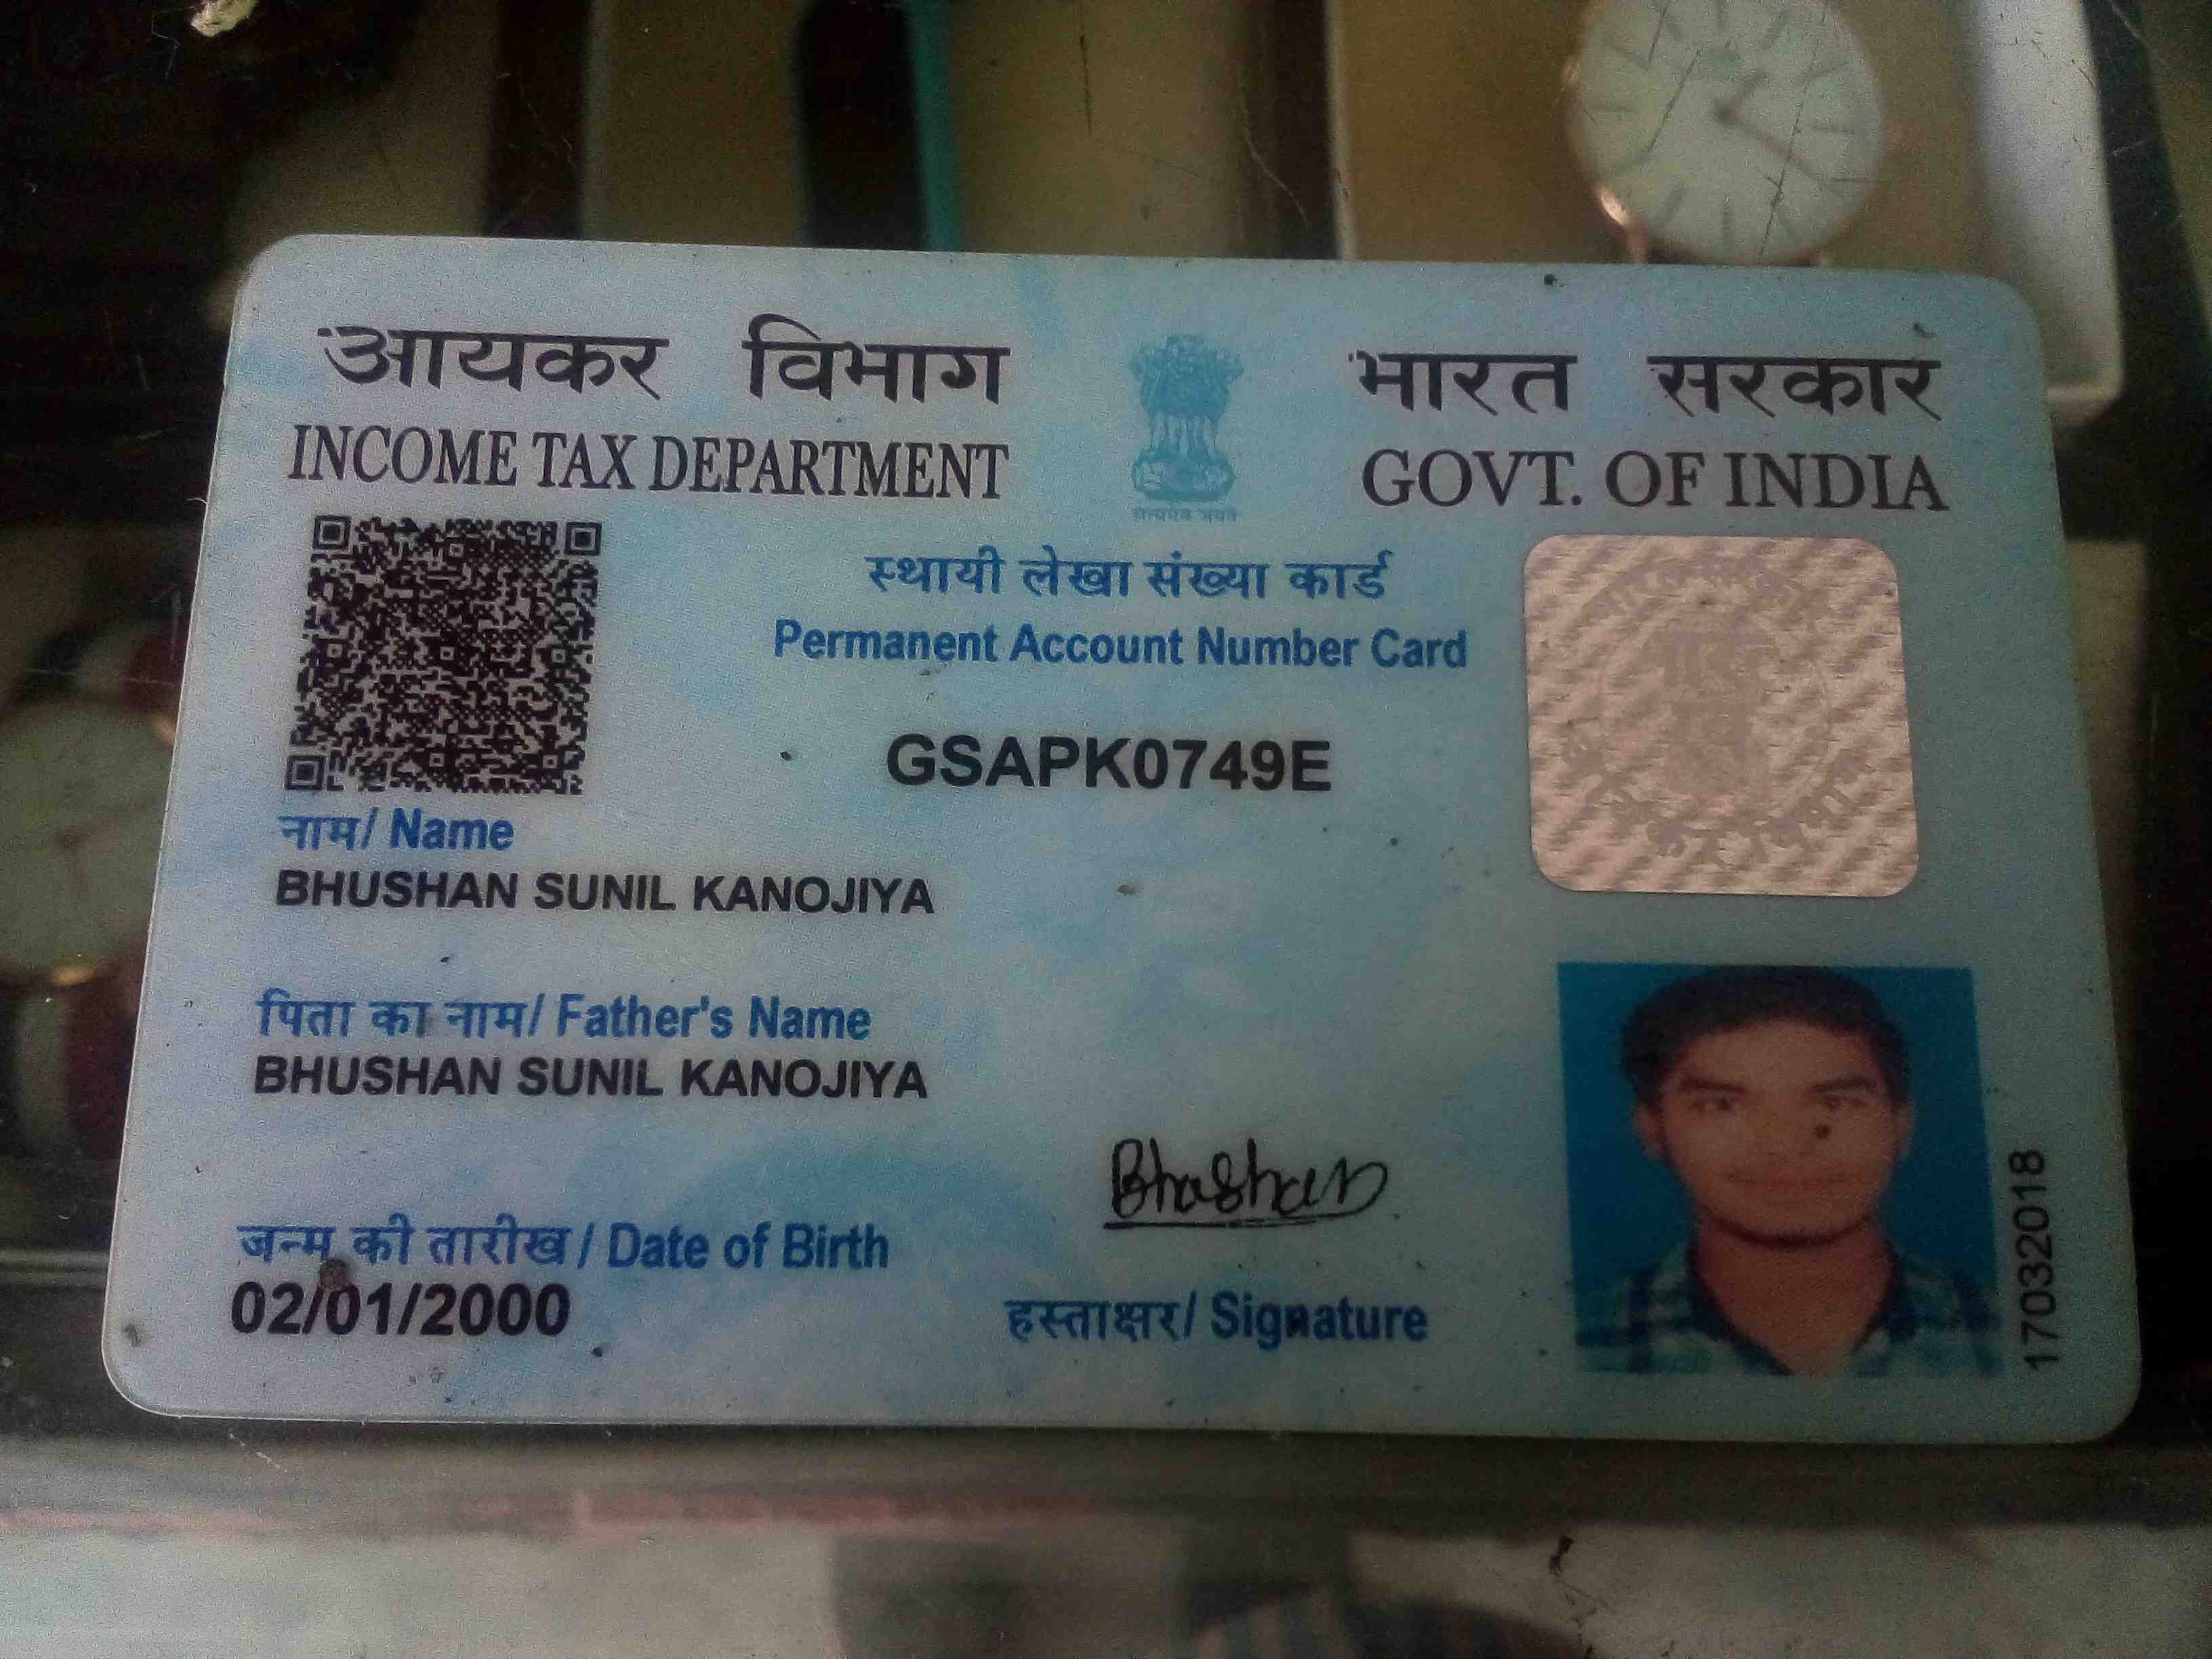 आयकर विभाग
INCOME TAX DEPARTMENT
भारत सरकार
GOVT. OF INDIA
सत्यमेव जयते
स्थायी लेखा संख्या कार्ड
Permanent Account Number Card
GSAPK0749E
नाम/ Name
BHUSHAN SUNIL KANOJIYA
पिता का नाम/ Father's Name
BHUSHAN SUNIL KANOJIYA
जन्म की तारीख / Date of Birth
02/01/2000
Bhushan
हस्ताक्षर/ Signature
17032018